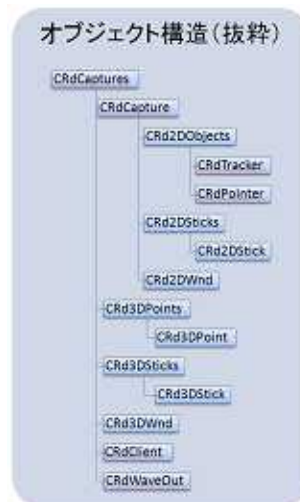 オブジェクト構造(抜粋)
CRdCaptures
CRdCapture
CRd2DObjects
CRdTracker
CRdPointer
CRd2DSticks
CRd2DStick
CRd2DWnd
CRd3DPoints
CRd3DPoint
CRd3DSticks
CRd3DStick
CRd3DWnd
CRdClient
CRdWaveOut